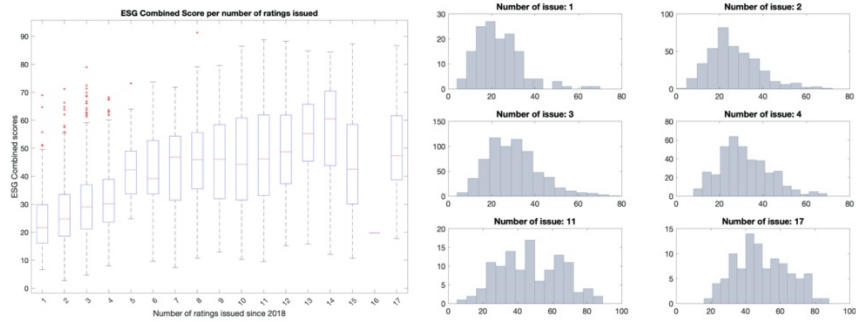 ESG Combined Score per number of ratings issued
ESG Combined scores
90
80
70
60
50
40
30
20
10
0
1 2 3 4 5 6 7 8 9 10 11 12 13 14 15 16 17
Number of ratings issued since 2018
Number of issue: 1
30
20
10
0
0 20 40 60 80
Number of issue: 2
100
50
0
0 20 40 60 80
Number of issue: 3
150
100
50
0
0 20 40 60 80
Number of issue: 4
80
60
40
20
0
0 20 40 60 80
Number of issue: 11
20
15
10
5
0
0 20 40 60 80 100
Number of issue: 17
15
10
5
0
0 20 40 60 80 100